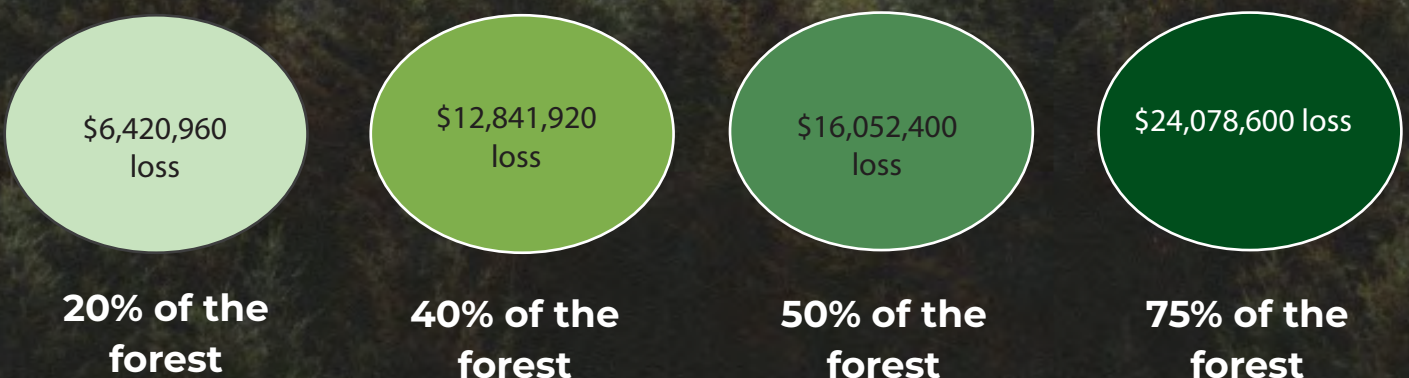 $6,420,960
loss
$12,841,920
loss
$16,052,400
loss
$24,078,600 loss
20% of the
forest
40% of the
forest
50% of the
forest
75% of the
forest